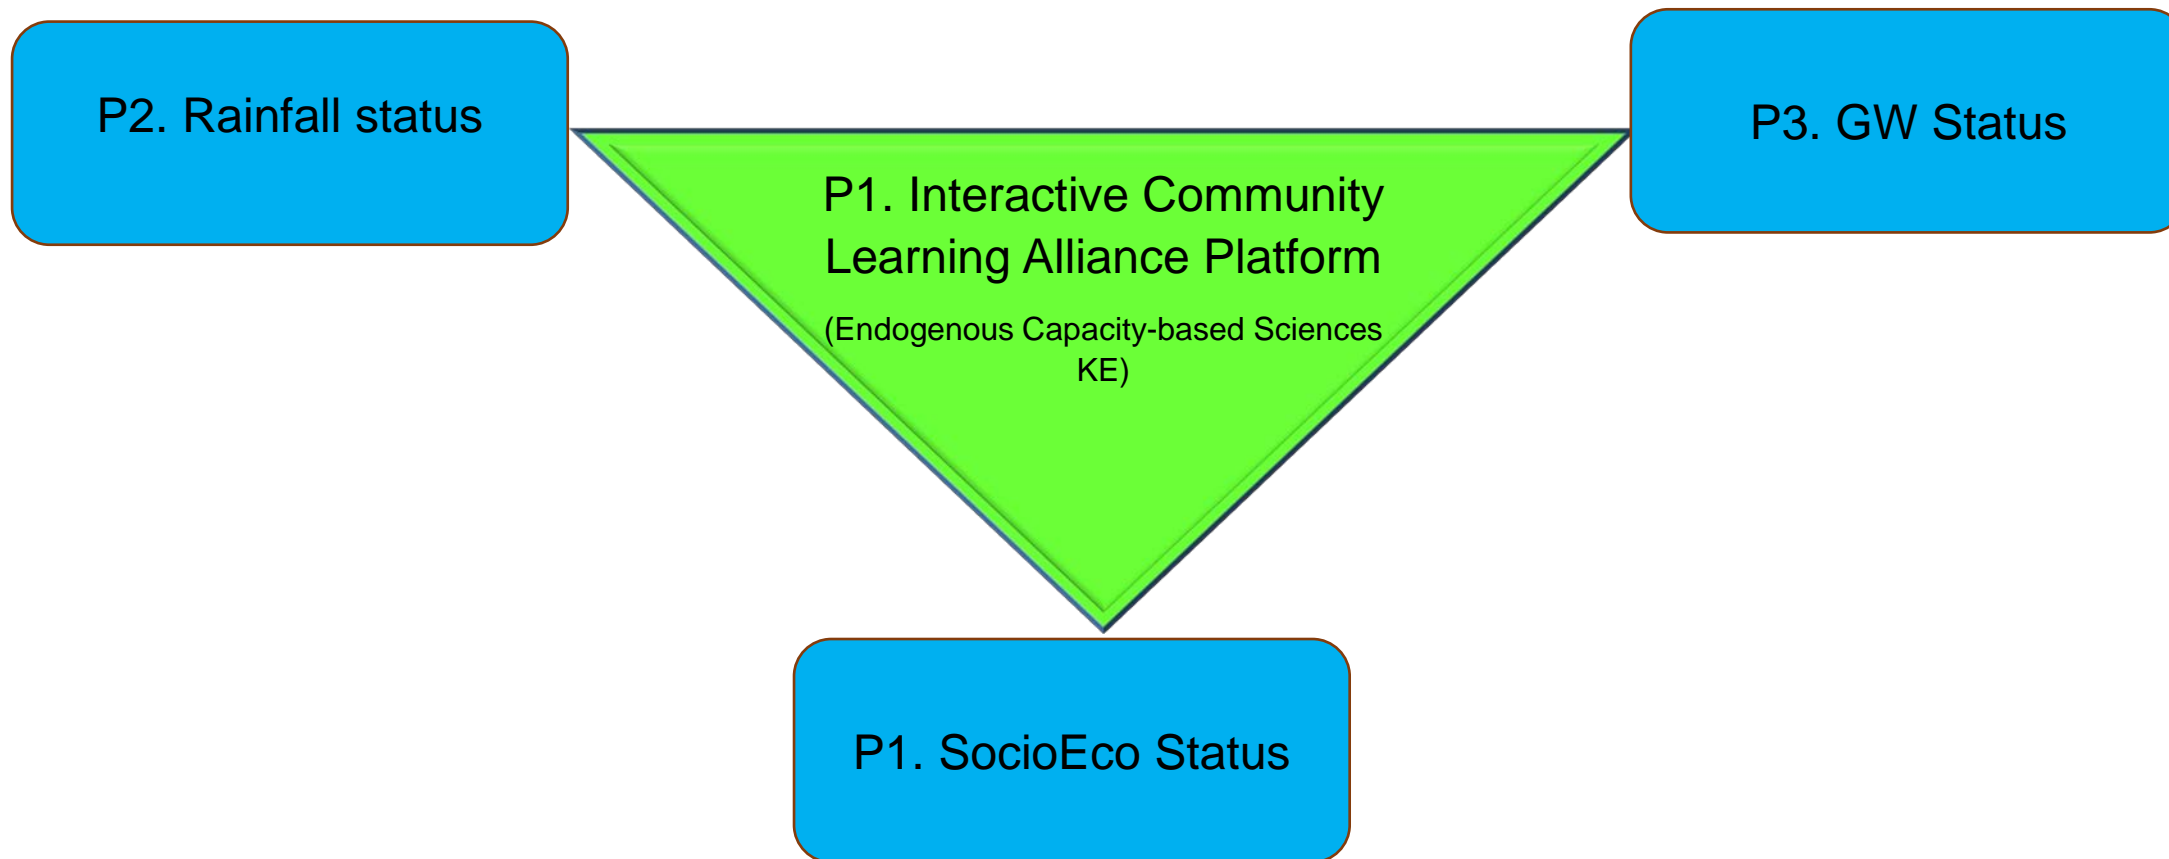 P2. Rainfall status
P3. GW Status
P1. Interactive Community
Learning Alliance Platform
(Endogenous Capacity-based Sciences
KE)
P1. SocioEco Status